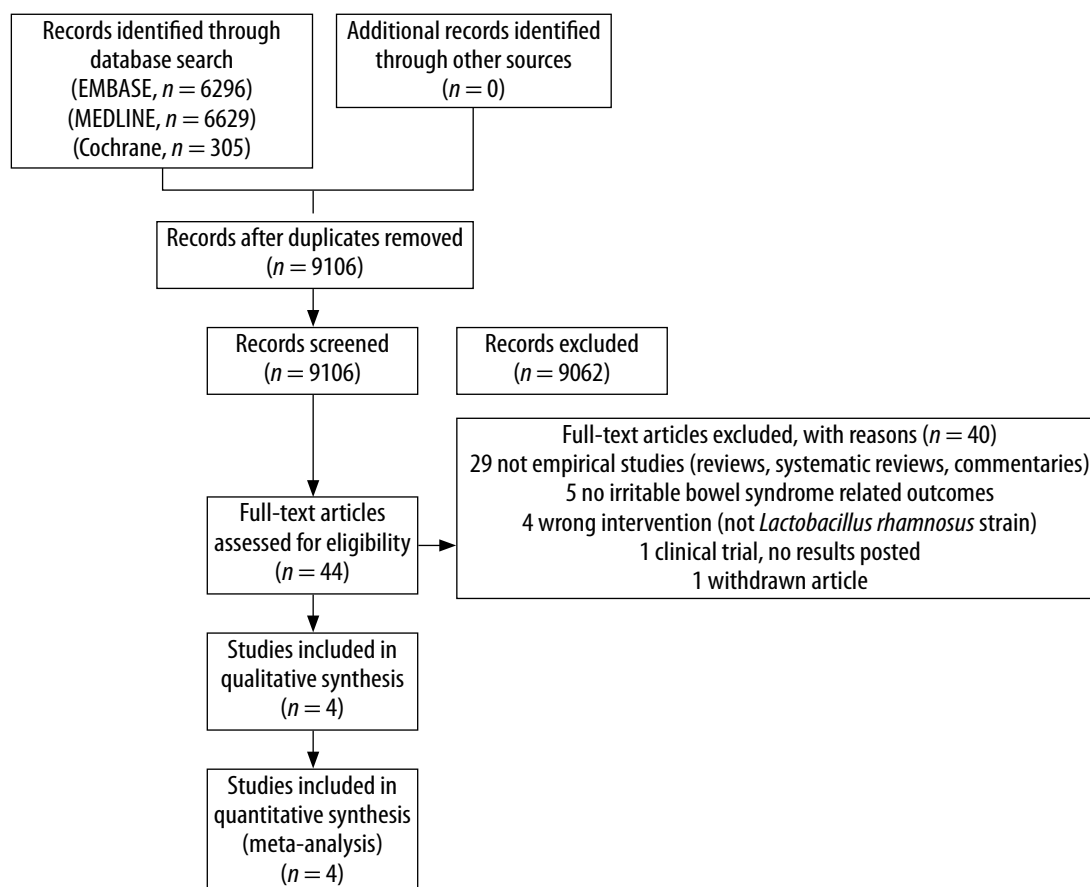 Records identified through
database search
(EMBASE, n = 6296)
(MEDLINE, n = 6629)
(Cochrane, n = 305)
Additional records identified
through other sources
(n = 0)
Records after duplicates removed
(n = 9106)
Records screened
(n = 9106)
Records excluded
(n = 9062)
Full-text articles
assessed for eligibility
(n = 44)
Full-text articles excluded, with reasons (n = 40)
29 not empirical studies (reviews, systematic reviews, commentaries)
5 no irritable bowel syndrome related outcomes
4 wrong intervention (not Lactobacillus rhamnosus strain)
1 clinical trial, no results posted
1 withdrawn article
Studies included in
qualitative synthesis
(n = 4)
Studies included in
quantitative synthesis
(meta-analysis)
(n = 4)